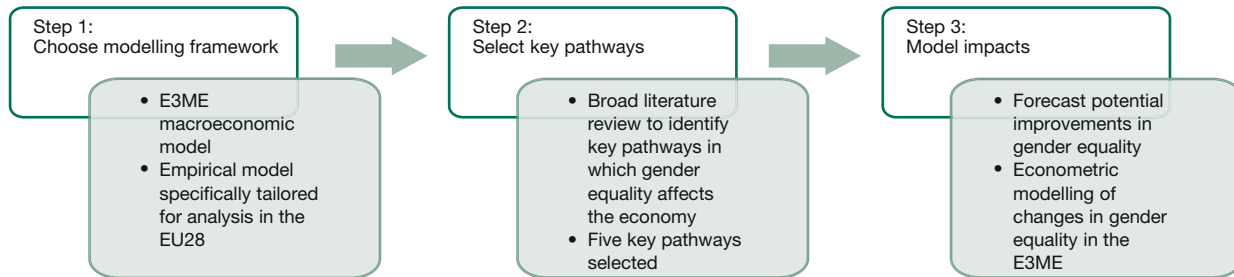 Step 1:
Choose modelling framework
• E3ME
macroeconomic
model
• Empirical model
specifically tailored
for analysis in the
EU28
Step 2:
Select key pathways
• Broad literature
review to identify
key pathways in
which gender
equality affects
the economy
• Five key pathways
selected
Step 3:
Model impacts
• Forecast potential
improvements in
gender equality
• Econometric
modelling of
changes in gender
equality in the
E3ME